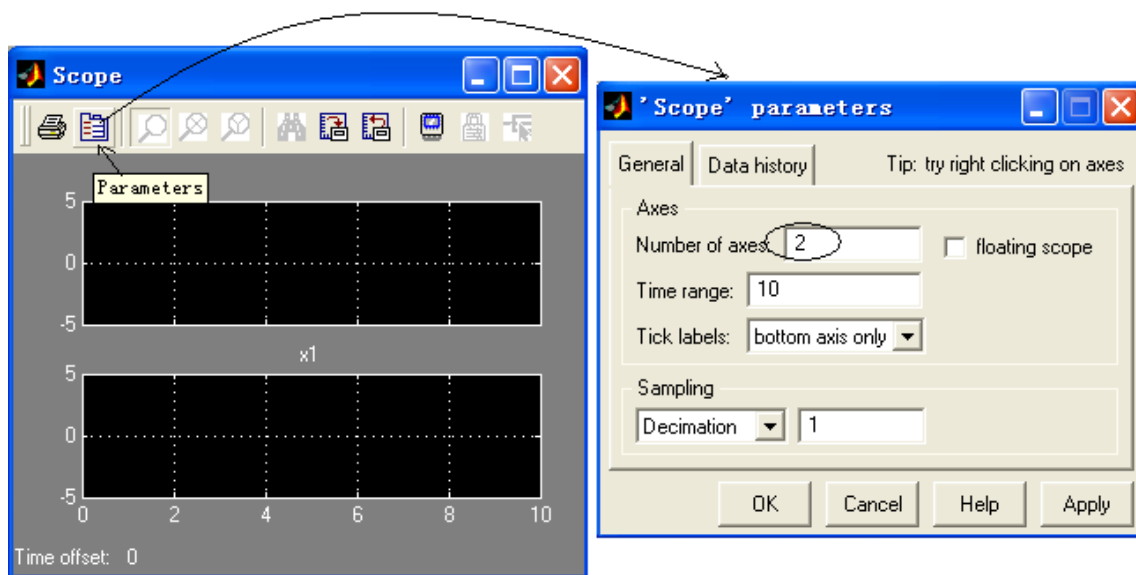 Scope
Parameters
5
0
-5
x1
5
0
-5
0 2 4 6 8 10
Time offset: 0
'Scope' parameters
General Data history Tip: try right clicking on axes
Axes
Number of axes: 2 floating scope
Time range: 10
Tick labels: bottom axis only
Sampling
Decimation 1
OK Cancel Help Apply